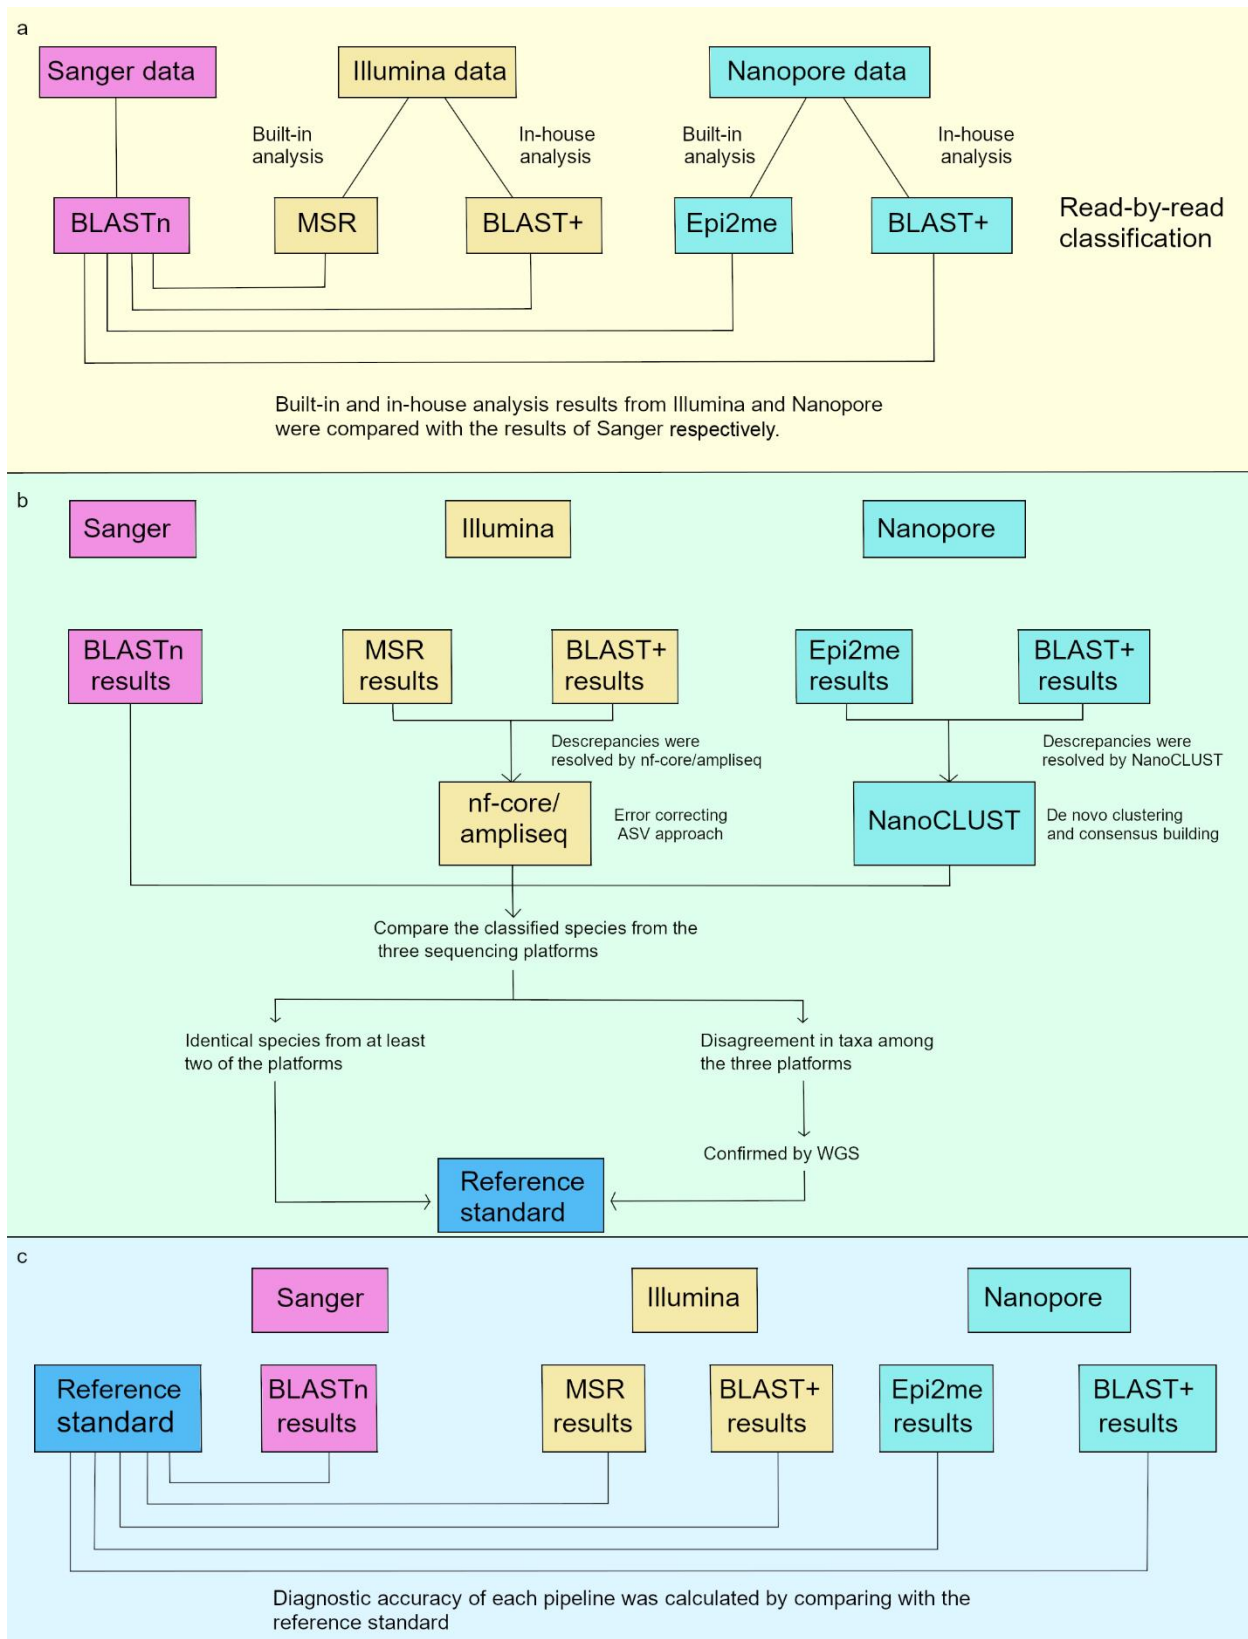 a
Sanger data
Illumina data
Nanopore data
Built-in
analysis
In-house
analysis
Built-in
analysis
In-house
analysis
BLASTn
MSR
BLAST+
Epi2me
BLAST+
Read-by-read
classification
Built-in and in-house analysis results from Illumina and Nanopore
were compared with the results of Sanger respectively.
b
Sanger
Illumina
Nanopore
BLASTn
results
MSR
results
BLAST+
results
Epi2me
results
BLAST+
results
Descrepancies were
resolved by nf-core/ampliseq
Descrepancies were
resolved by NanoCLUST
nf-core/
ampliseq
Error correcting
ASV approach
NanoCLUST
De novo clustering
and consensus building
Compare the classified species from the
three sequencing platforms
Identical species from at least
two of the platforms
Disagreement in taxa among
the three platforms
Confirmed by WGS
Reference
standard
c
Sanger
Illumina
Nanopore
Reference
standard
BLASTn
results
MSR
results
BLAST+
results
Epi2me
results
BLAST+
results
Diagnostic accuracy of each pipeline was calculated by comparing with the
reference standard